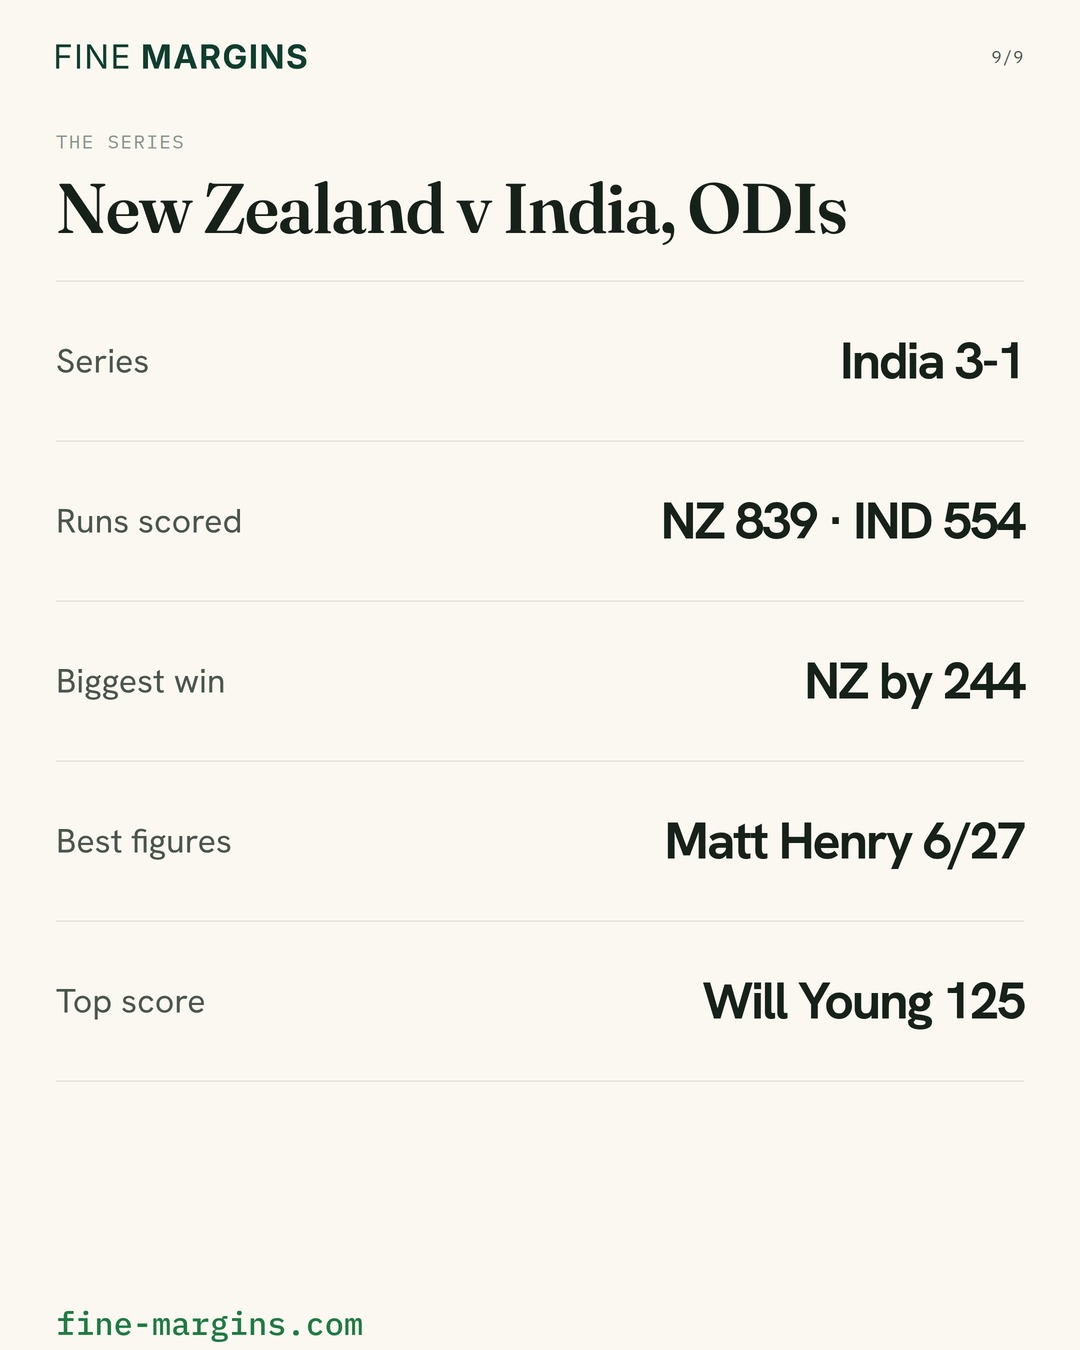 FINE MARGINS
9/9
THE SERIES
New Zealand v India, ODIs
Series
India 3-1
Runs scored
NZ 839 · IND 554
Biggest win
NZ by 244
Best figures
Matt Henry 6/27
Top score
Will Young 125
fine-margins.com